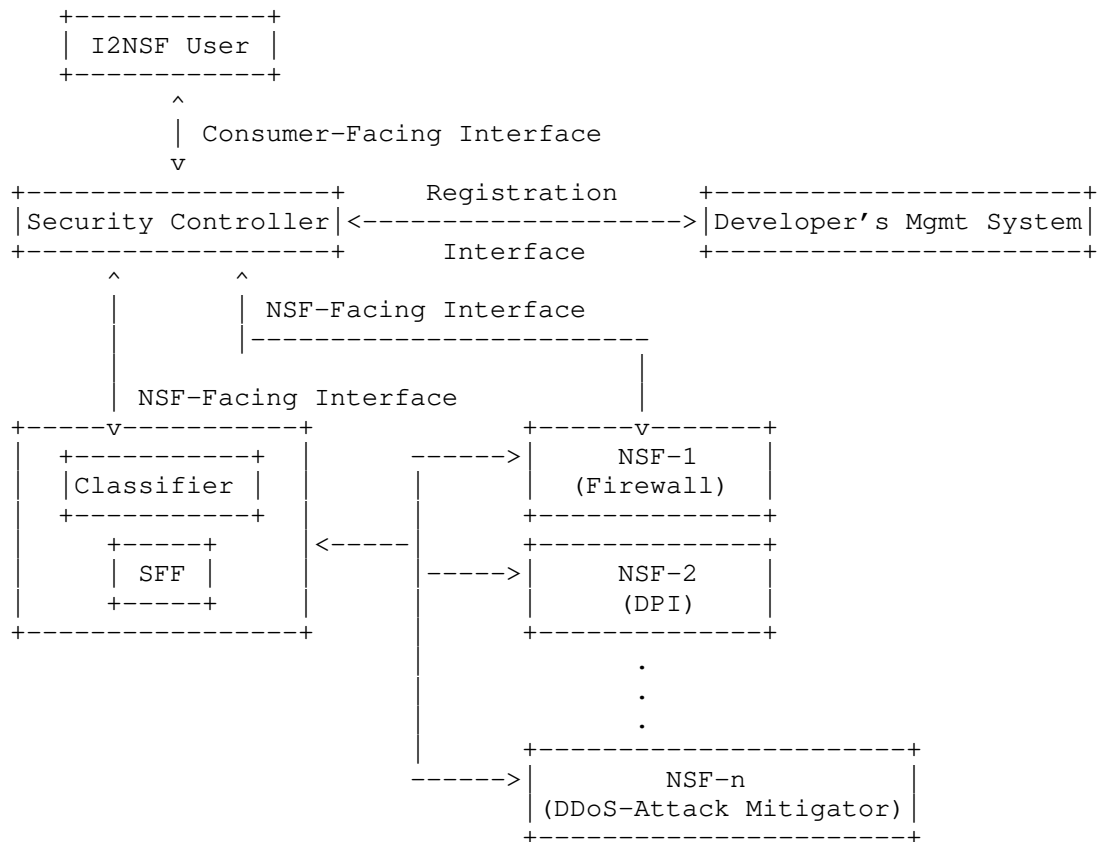 I2NSF User
Consumer-Facing Interface
Registration
Security Controller
Developer's Mgmt System
Interface
NSF-Facing Interface
NSF-Facing Interface
NSF-1
Classifier
(Firewall)
SFF
NSF-2
(DPI)
NSF-n
(DDoS-Attack Mitigator)